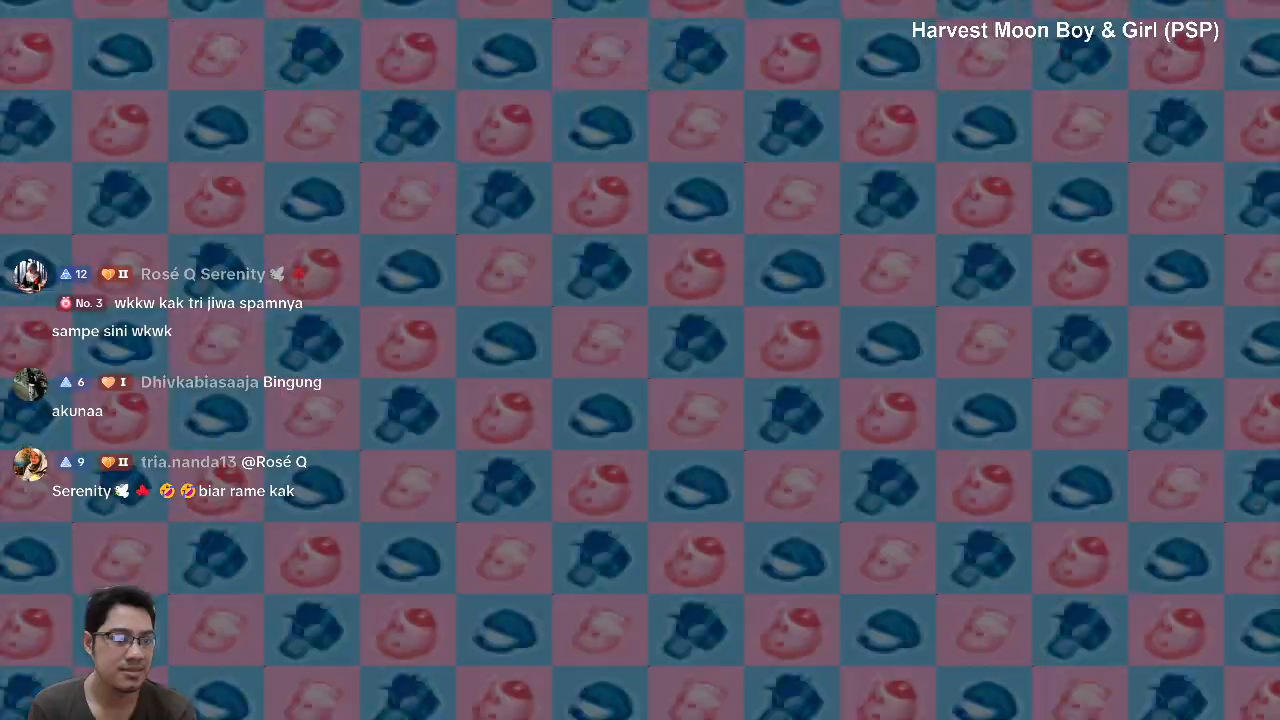 Harvest Moon Boy & Girl (PSP)
12 II Rosé Q Serenity 🕊️🍁
No. 3 wkkw kak tri jiwa spamnya
sampe sini wkwk
6 I Dhivkabiasaaja Bingung
akunaa
9 II tria.nanda13 @Rosé Q
Serenity 🕊️🍁 🤣🤣biar rame kak